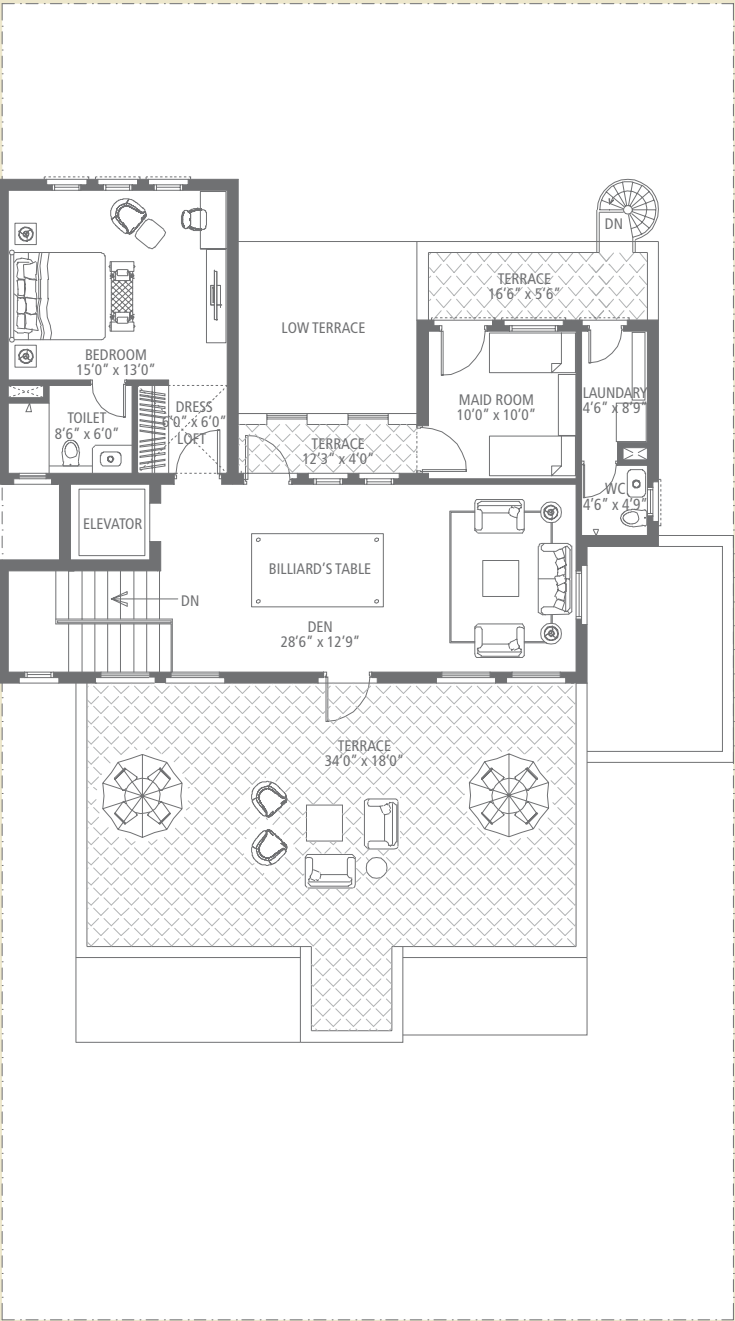 DN
TERRACE
16'6" x 5'6"
LOW TERRACE
BEDROOM
15'0" x 13'0"
MAID ROOM
10'0" x 10'0"
LAUNDARY
4'6" x 8'9"
TOILET
8'6" x 6'0"
DRESS
6'0" x 6'0"
LOFT
TERRACE
12'3" x 4'0"
WC
4'6" x 4'9"
ELEVATOR
BILLIARD'S TABLE
DN
DEN
28'6" x 12'9"
TERRACE
34'0" x 18'0"